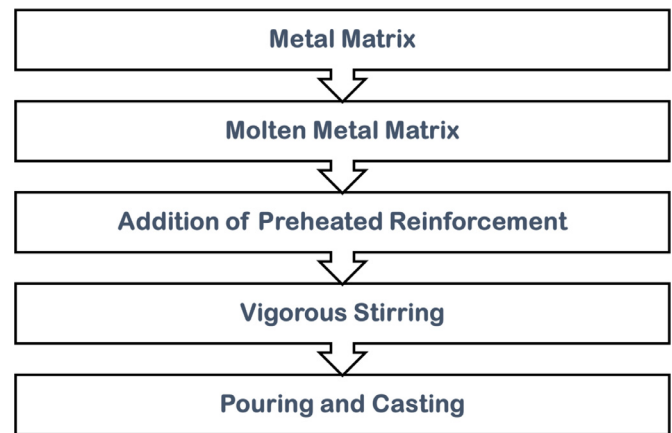 Metal Matrix
Molten Metal Matrix
Addition of Preheated Reinforcement
Vigorous Stirring
Pouring and Casting